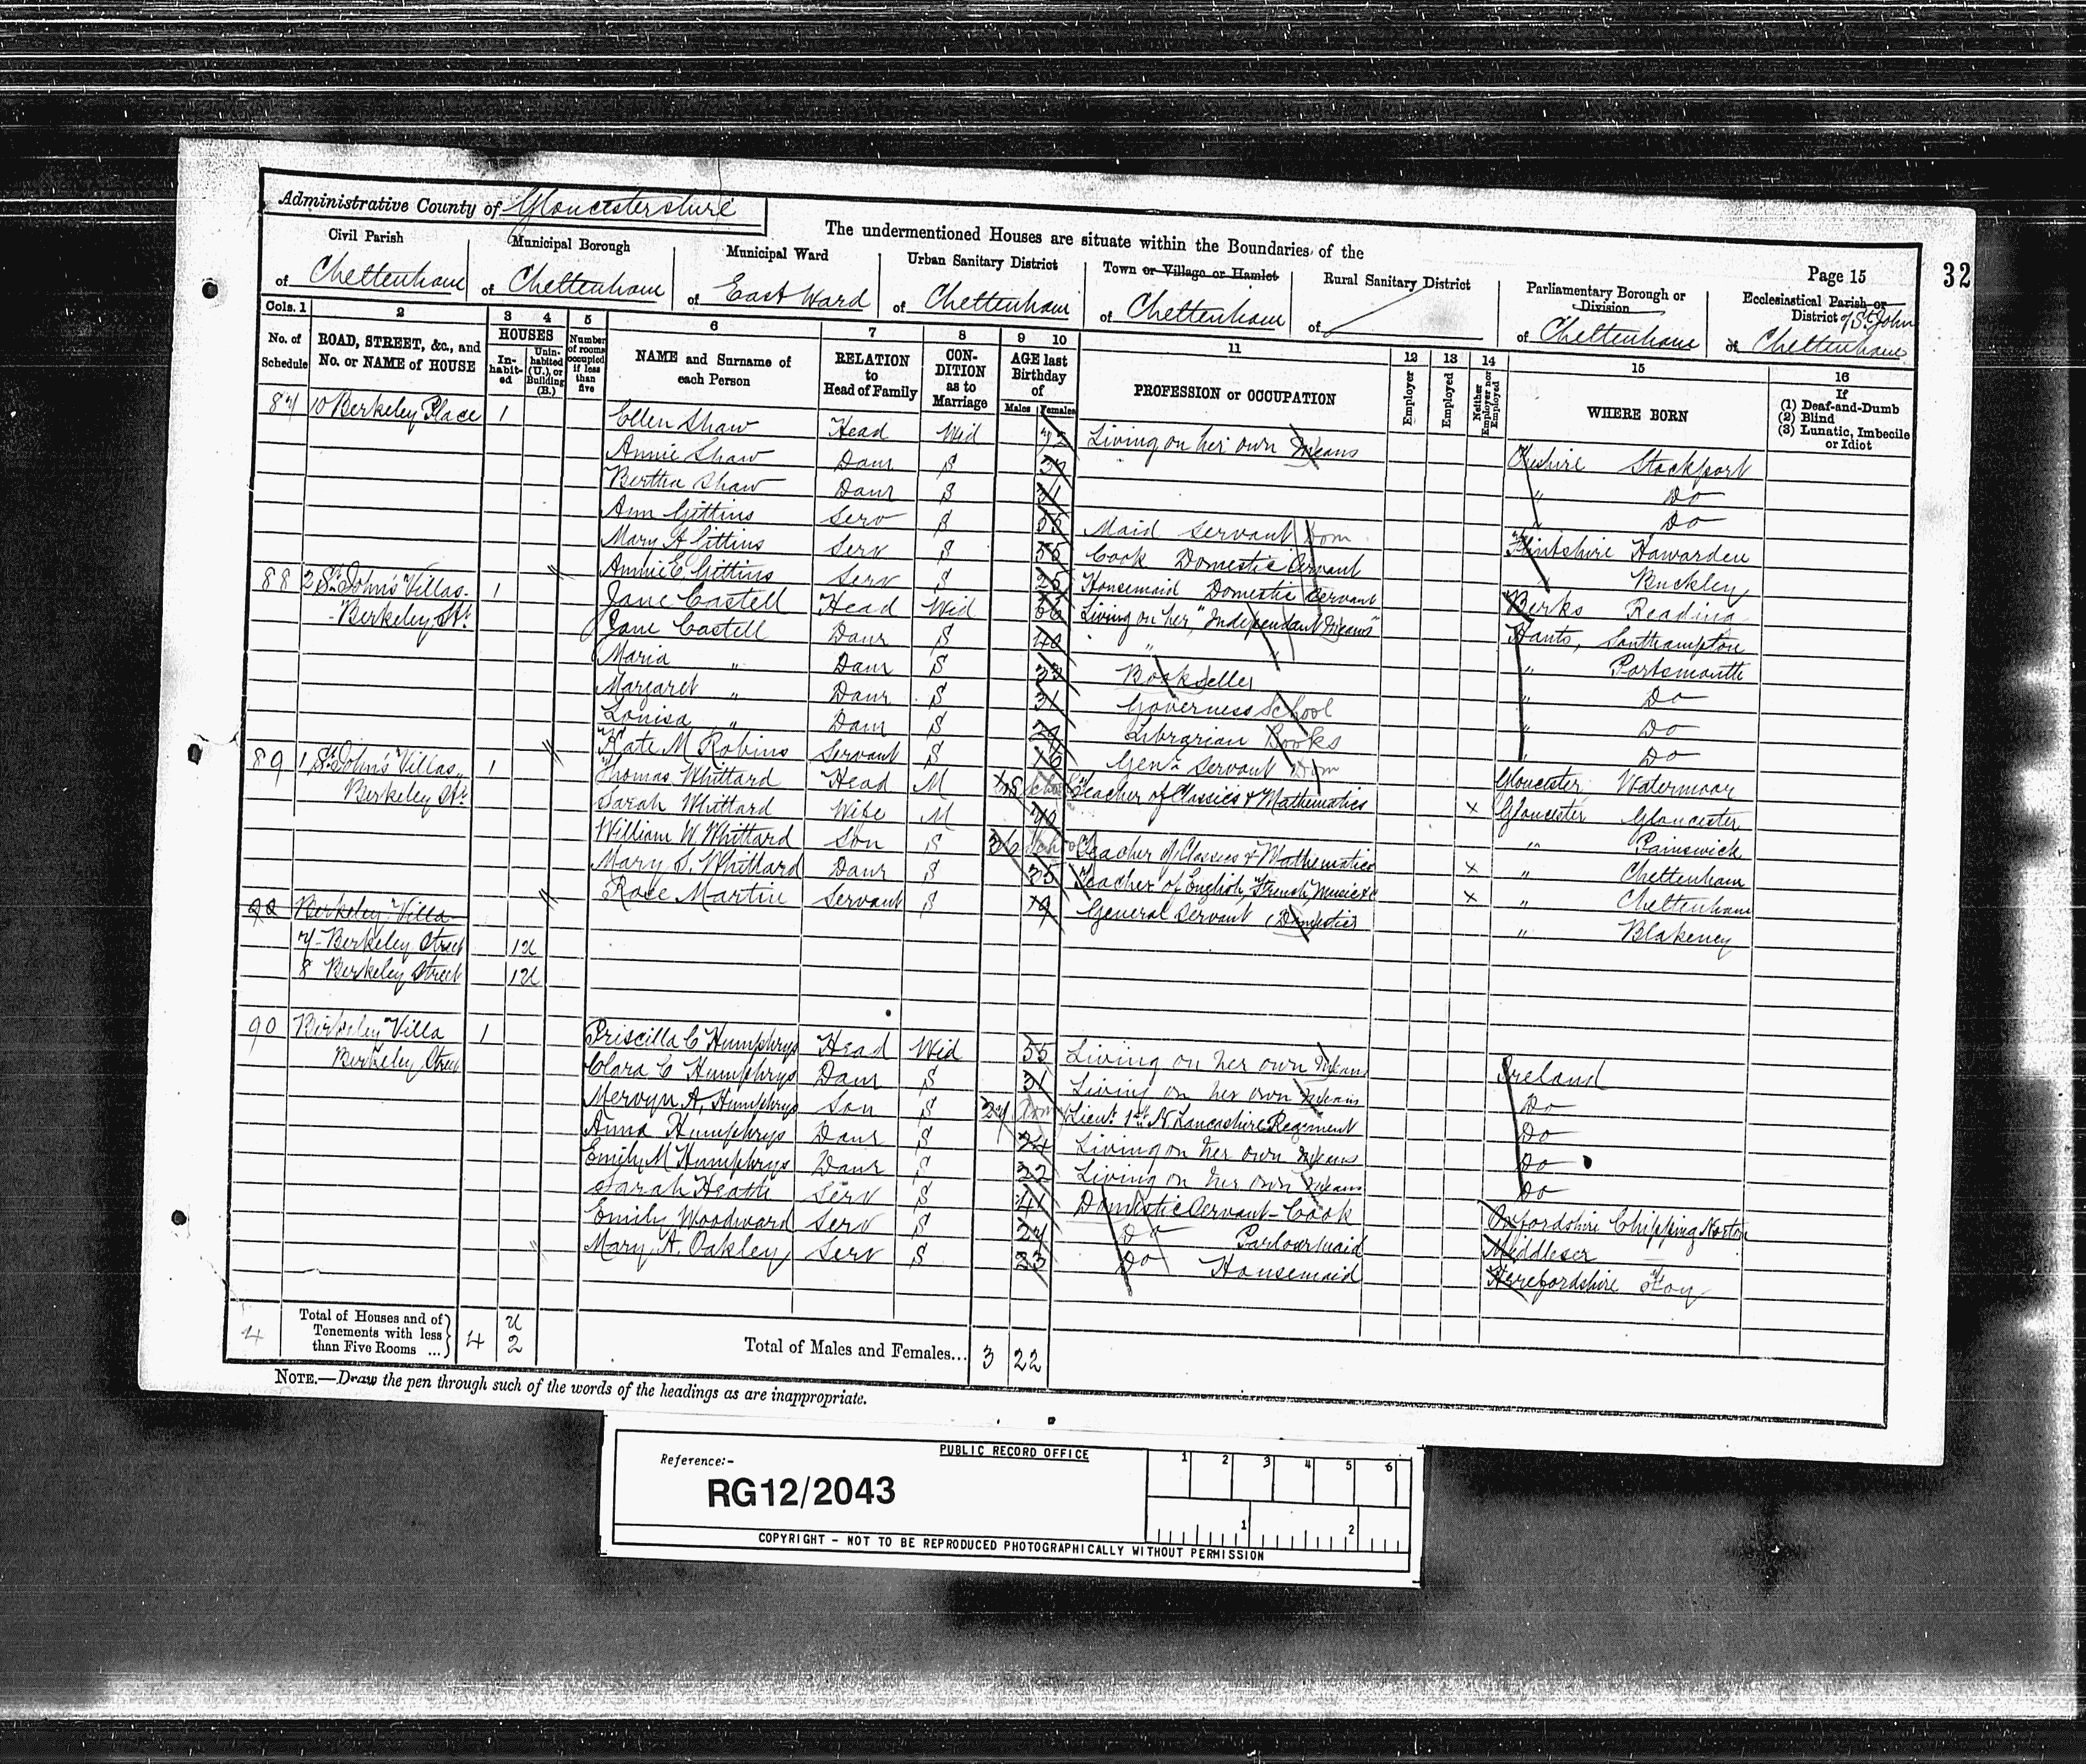 Administrative County of Gloucestershire
The undermentioned Houses are situate within the Boundaries of the
Page 15
32
Civil Parish of Cheltenham
Municipal Borough of Cheltenham
Municipal Ward of East Ward
Urban Sanitary District of Cheltenham
Town or Village or Hamlet of Cheltenham
Rural Sanitary District of
Parliamentary Borough or Division of Cheltenham
Ecclesiastical Parish or District of St. John of Cheltenham
Cols. 1 2 3 4 5 6 7 8 9 10 11 12 13 14 15 16
No. of Schedule
ROAD, STREET, &c., and No. or NAME of HOUSE
HOUSES
In-habit-ed
Unin-habited (U.), or Building (B.)
Number of rooms occupied if less than five
NAME and Surname of each Person
RELATION to Head of Family
CON-DITION as to Marriage
AGE last Birthday of
Males Females
PROFESSION or OCCUPATION
Employer
Employed
Neither Employer nor Employed
WHERE BORN
If (1) Deaf-and-Dumb (2) Blind (3) Lunatic, Imbecile or Idiot
87 10 Berkeley Place 1 Ellen Shaw Head Wid Living on her own Means Cheshire Stockport
Annie Shaw Daur S " Do
Bertha Shaw Daur S 31 " Do
Ann Gittins Serv S Maid Servant Dom Flintshire Hawarden
Mary A Gittins Serv S Cook Domestic Servant " Buckley
Annie E. Gittins Serv S 25 Housemaid Domestic Servant Berks Reading
88 2 St. John's Villas 1 Jane Castell Head Wid 66 Living on her "Independant Means" Hants, Southampton
Berkeley St. Jane Castell Daur S 40 " " " Portsmouth
Maria " Daur S 33 Bookseller " Do
Margaret " Daur S 31 Governess School " Do
Louisa " Daur S Librarian Books " Do
Kate M Robins Servant S 16 Genl. Servant Dom Gloucester Watermoor
89 1 St. John's Villas, 1 Thomas Whittard Head M Teacher of Classics & Mathematics x Gloucester Gloucester
Berkeley St. Sarah Whittard Wife M " Painswick
William W. Whittard Son S 36 Teacher of Classics & Mathematics x " Cheltenham
Mary S. Whittard Daur S 35 Teacher of English, French, Music &c x " Cheltenham
Rose Martin Servant S 19 General Servant (Domestic) " Blakeney
Berkeley Villa
7 Berkeley Street 1U
8 Berkeley Street 1U
90 Berkeley Villa 1 Priscilla C Humphrys Head Wid 55 Living on her own Means Ireland
Berkeley Street Clara C Humphrys Daur S 31 Living on her own Means Do
Mervyn A. Humphrys Son S 27 Lieut. 1st N Lancashire Regiment Do
Anna Humphrys Daur S 24 Living on her own Means Do
Emily M Humphrys Daur S 22 Living on her own Means Do
Sarah Heath Serv S 41 Domestic Servant - Cook Oxfordshire Chipping Norton
Emily Woodward Serv S 27 Do Parlourmaid Middlesex
Mary A. Oakley Serv S 23 Do Housemaid Herefordshire Hoy
4 Total of Houses and of Tenements with less than Five Rooms ... 4 U 2 Total of Males and Females... 3 22
NOTE.—Draw the pen through such of the words of the headings as are inappropriate.
PUBLIC RECORD OFFICE
Reference:-
RG12/2043
1 2 3 4 5 6
1 2
COPYRIGHT - NOT TO BE REPRODUCED PHOTOGRAPHICALLY WITHOUT PERMISSION